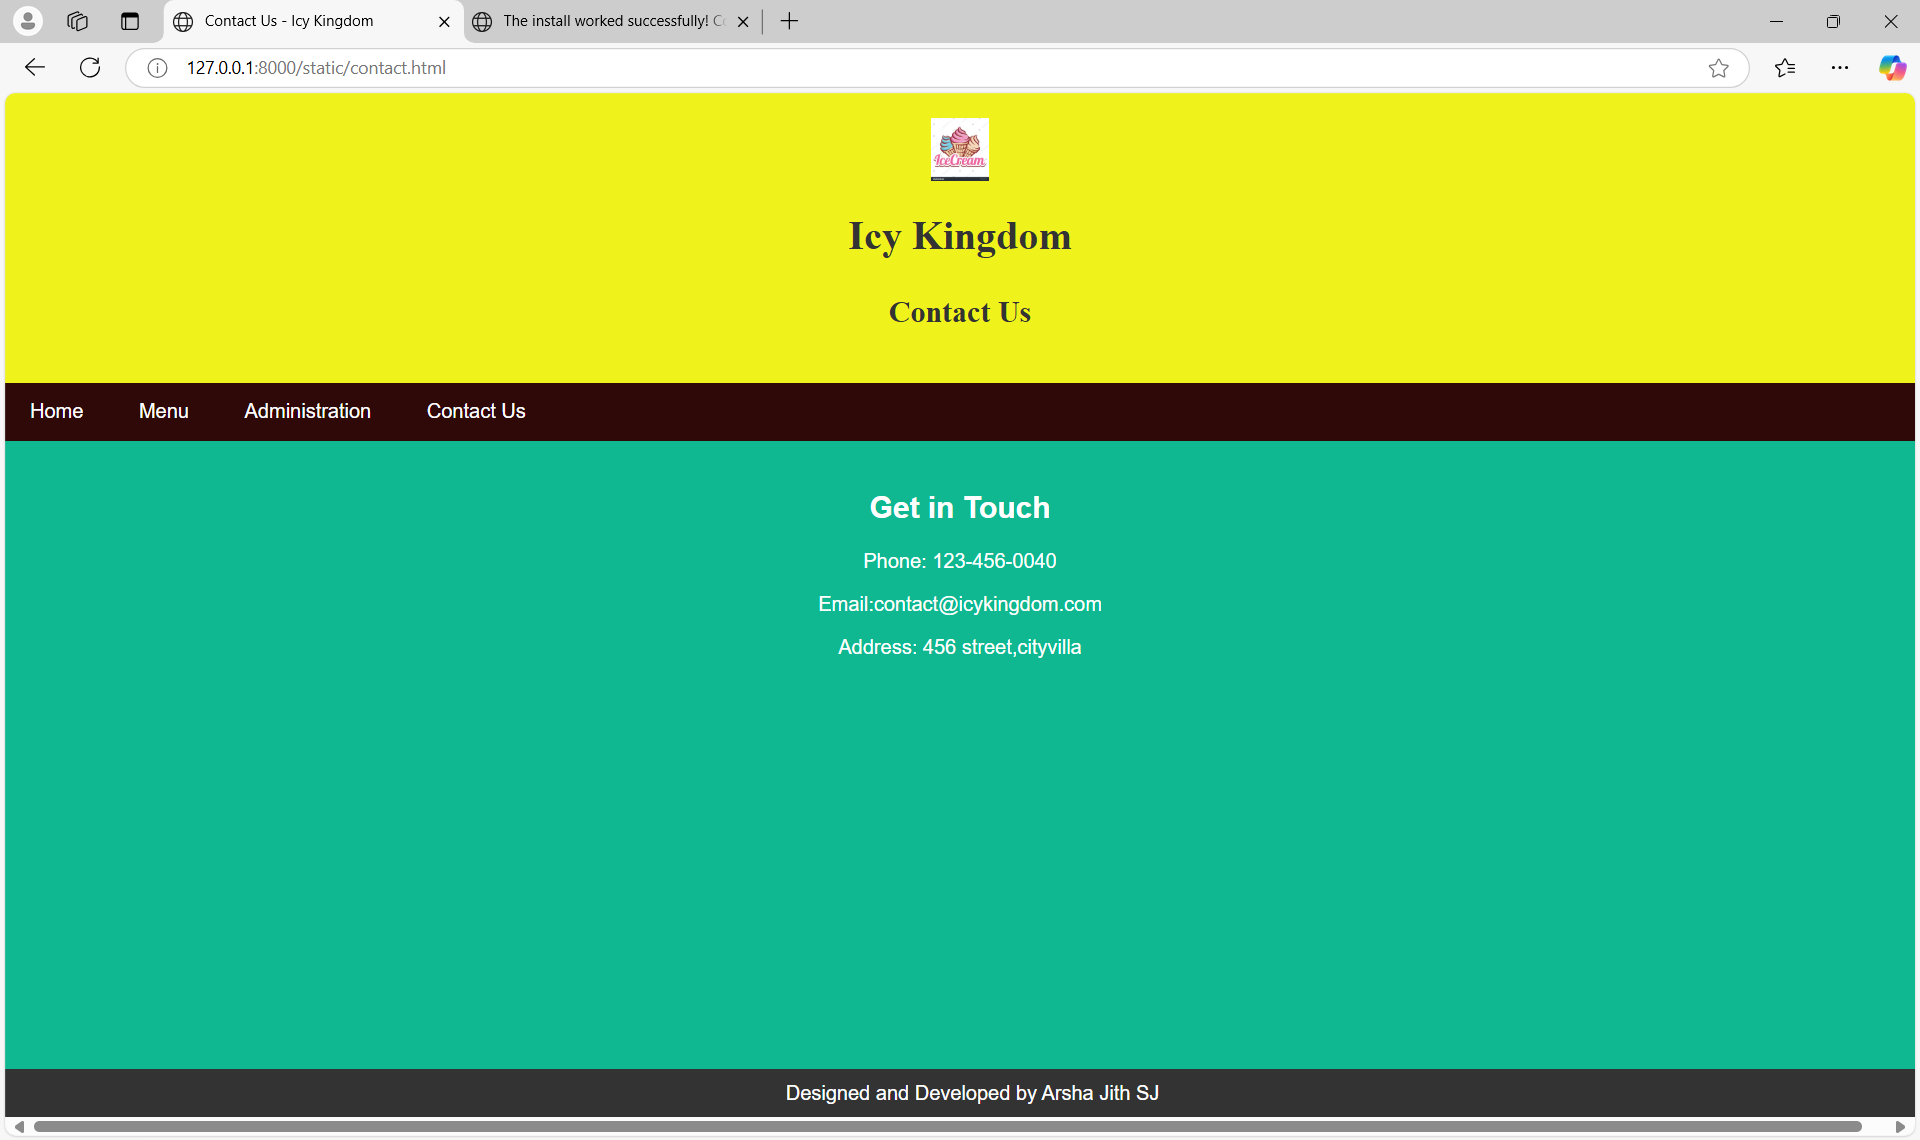 Contact Us - Icy Kingdom
The install worked successfully!
127.0.0.1:8000/static/contact.html
IceCream
Icy Kingdom
Contact Us
Home Menu Administration Contact Us
Get in Touch
Phone: 123-456-0040
Email:contact@icykingdom.com
Address: 456 street,cityvilla
Designed and Developed by Arsha Jith SJ